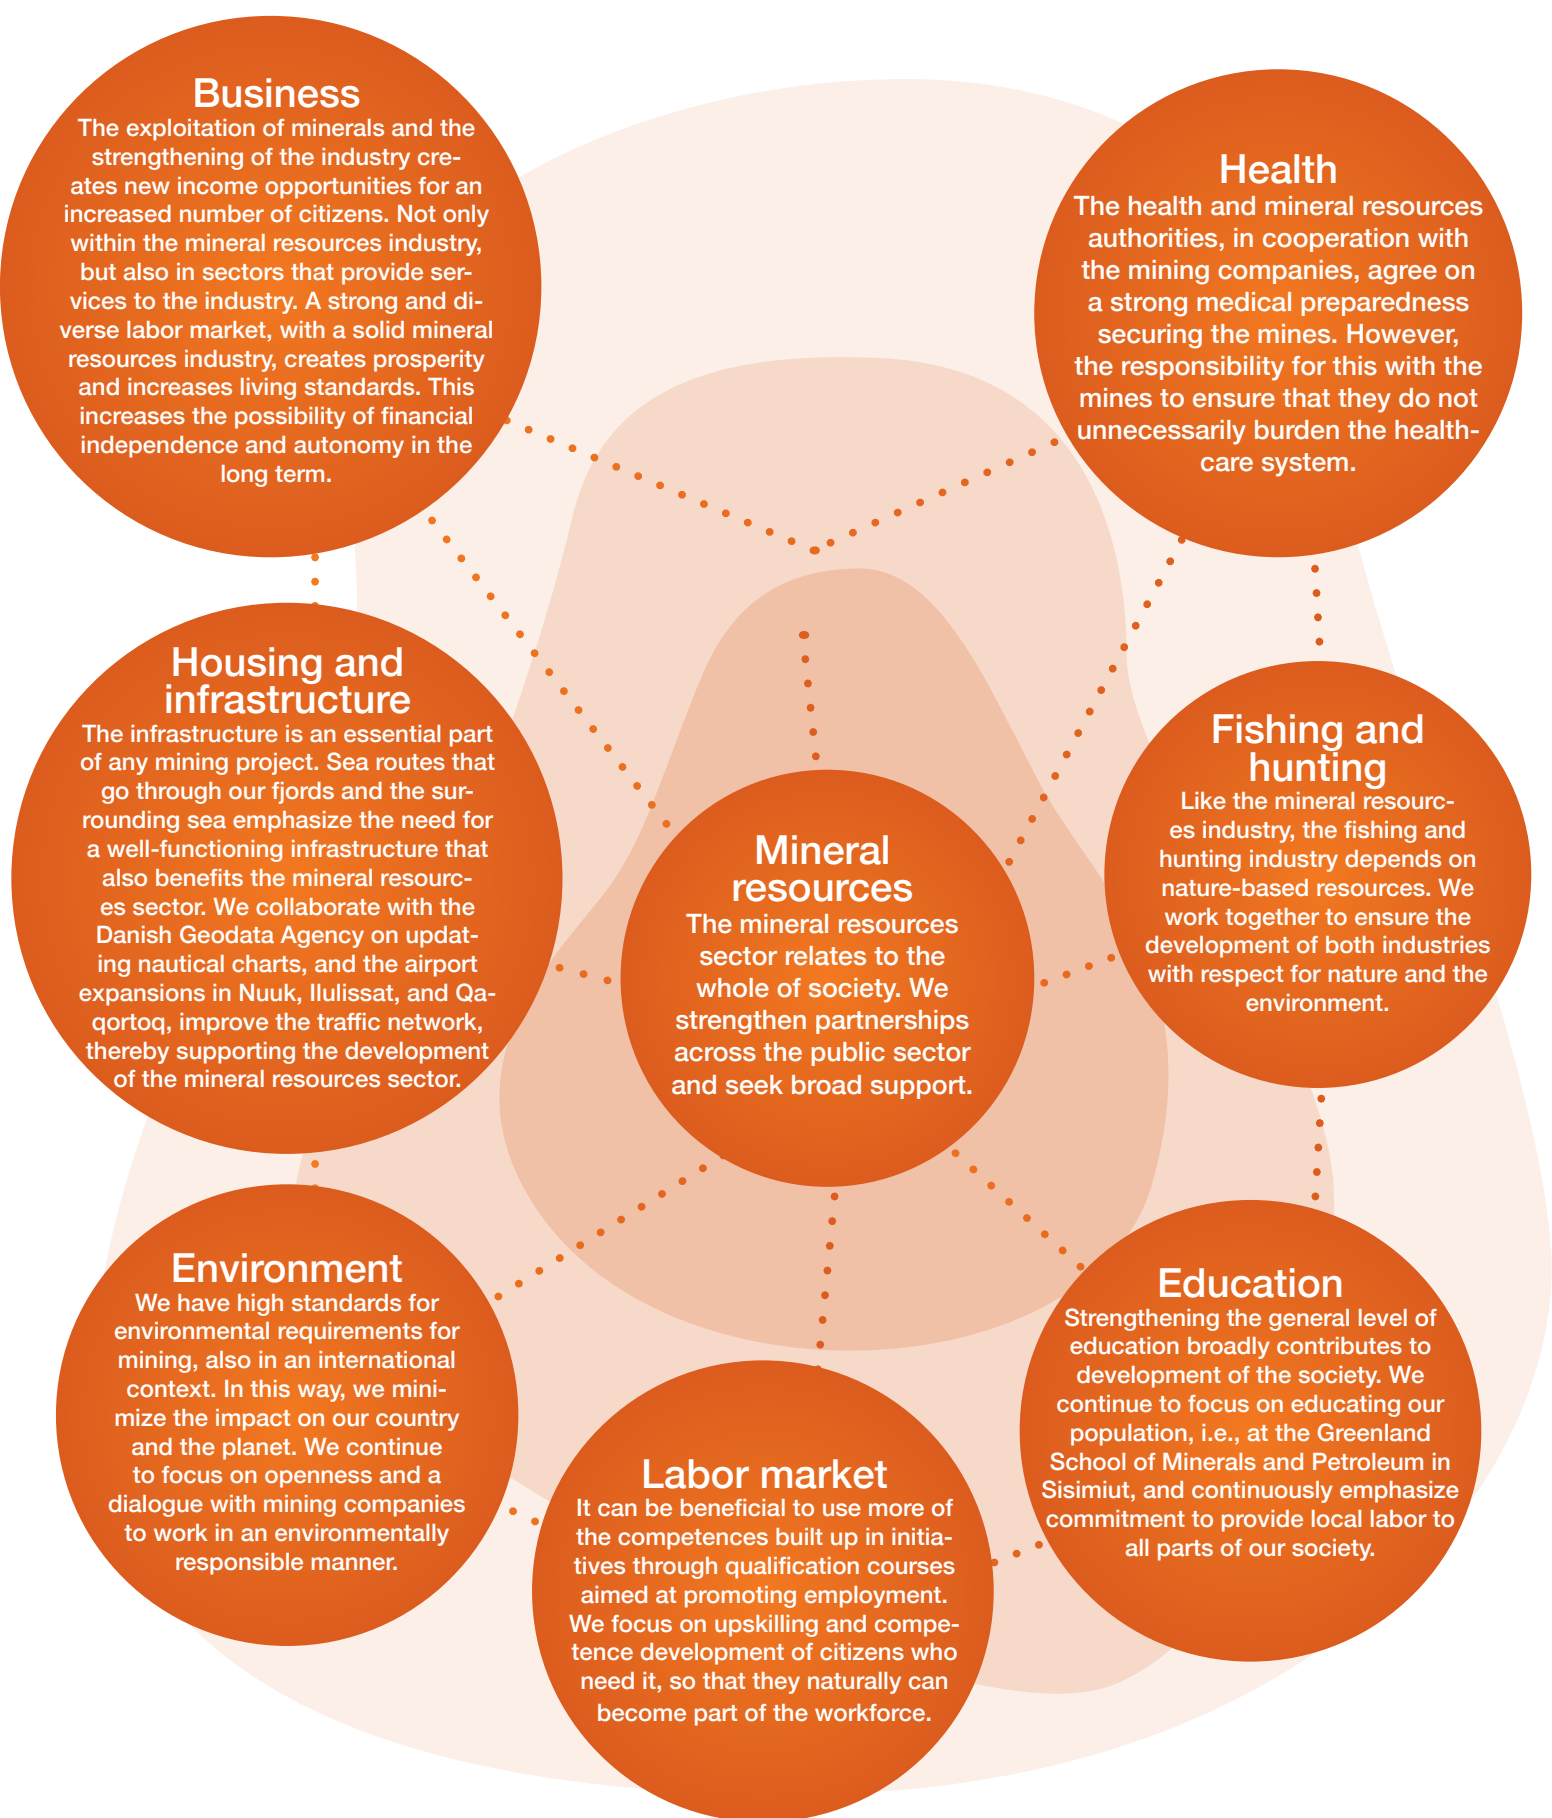 Business
The exploitation of minerals and the
strengthening of the industry cre-
ates new income opportunities for an
increased number of citizens. Not only
within the mineral resources industry,
but also in sectors that provide ser-
vices to the industry. A strong and di-
verse labor market, with a solid mineral
resources industry, creates prosperity
and increases living standards. This
increases the possibility of financial
independence and autonomy in the
long term.
Health
The health and mineral resources
authorities, in cooperation with
the mining companies, agree on
a strong medical preparedness
securing the mines. However,
the responsibility for this with the
mines to ensure that they do not
unnecessarily burden the health-
care system.
Housing and
infrastructure
The infrastructure is an essential part
of any mining project. Sea routes that
go through our fjords and the sur-
rounding sea emphasize the need for
a well-functioning infrastructure that
also benefits the mineral resourc-
es sector. We collaborate with the
Danish Geodata Agency on updat-
ing nautical charts, and the airport
expansions in Nuuk, Ilulissat, and Qa-
qortoq, improve the traffic network,
thereby supporting the development
of the mineral resources sector.
Fishing and
hunting
Like the mineral resourc-
es industry, the fishing and
hunting industry depends on
nature-based resources. We
work together to ensure the
development of both industries
with respect for nature and the
environment.
Mineral
resources
The mineral resources
sector relates to the
whole of society. We
strengthen partnerships
across the public sector
and seek broad support.
Environment
We have high standards for
environmental requirements for
mining, also in an international
context. In this way, we mini-
mize the impact on our country
and the planet. We continue
to focus on openness and a
dialogue with mining companies
to work in an environmentally
responsible manner.
Education
Strengthening the general level of
education broadly contributes to
development of the society. We
continue to focus on educating our
population, i.e., at the Greenland
School of Minerals and Petroleum in
Sisimiut, and continuously emphasize
commitment to provide local labor to
all parts of our society.
Labor market
It can be beneficial to use more of
the competences built up in initia-
tives through qualification courses
aimed at promoting employment.
We focus on upskilling and compe-
tence development of citizens who
need it, so that they naturally can
become part of the workforce.